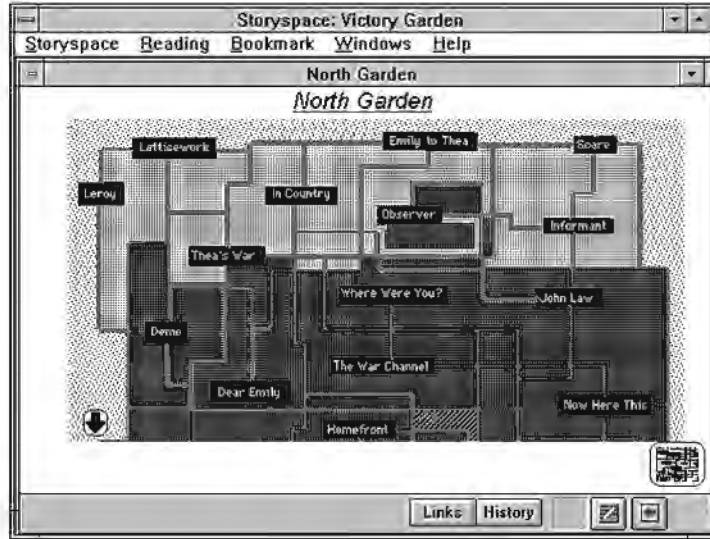 Storyspace: Victory Garden
Storyspace Reading Bookmark Windows Help
North Garden
North Garden
Latticework
Emily to Thea
Spare
Leroy
In Country
Observer
Informant
Thea's War
Where Were You?
John Law
Demo
The War Channel
Dear Emily
Now Here This
Homefront
Links History